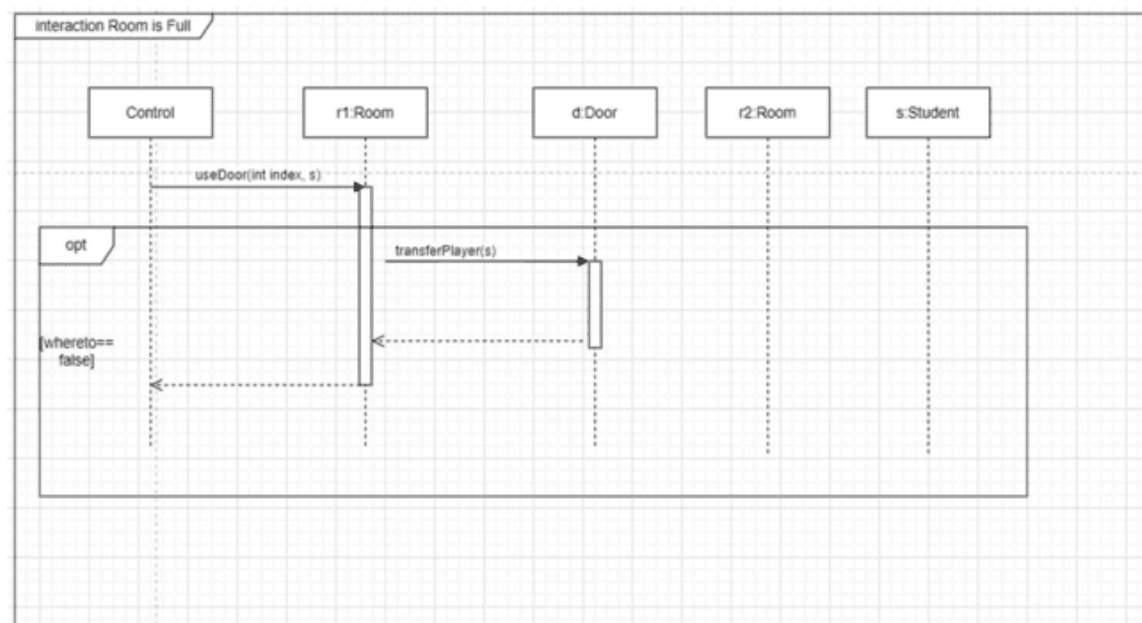 interaction Room is Full
Control
r1:Room
d:Door
r2:Room
s:Student
useDoor(int index, s)
opt
transferPlayer(s)
[whereto==
false]